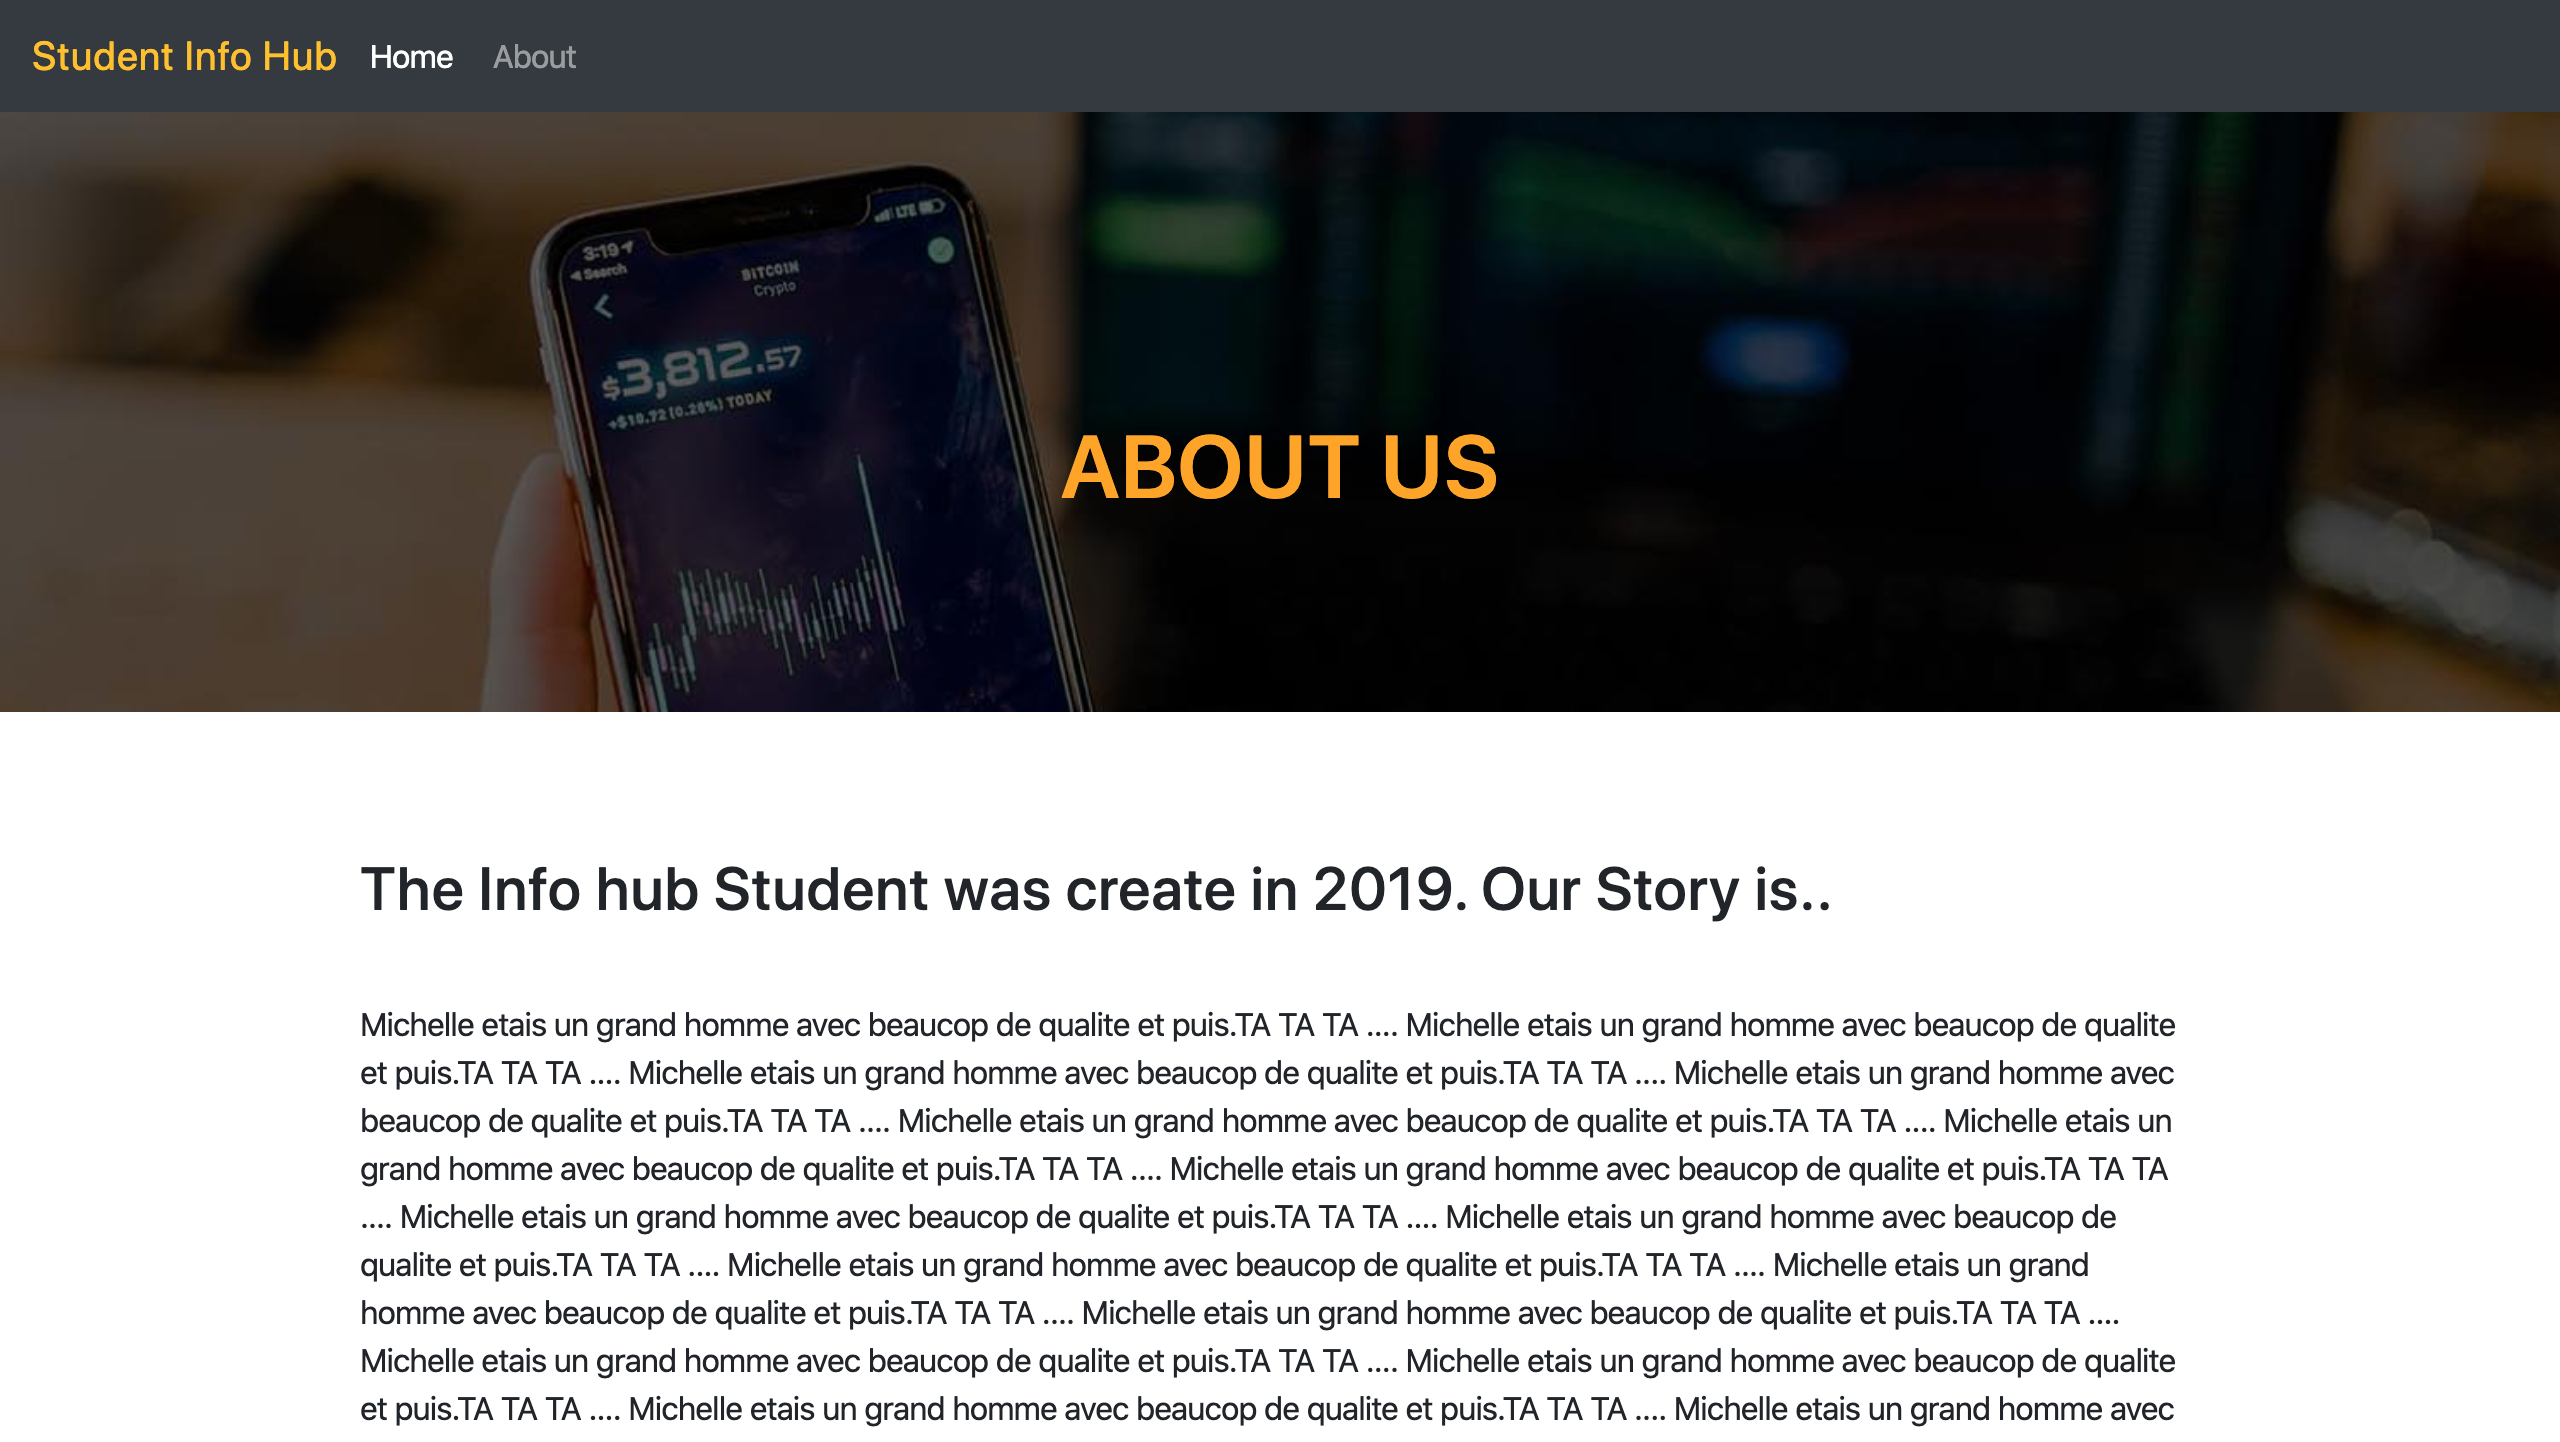 Student Info Hub Home About
3:19
LTE
Search
BITCOIN
Crypto
$3,812.57
+$10.72 (0.28%) TODAY
ABOUT US
The Info hub Student was create in 2019. Our Story is..
Michelle etais un grand homme avec beaucop de qualite et puis.TA TA TA .... Michelle etais un grand homme avec beaucop de qualite
et puis.TA TA TA .... Michelle etais un grand homme avec beaucop de qualite et puis.TA TA TA .... Michelle etais un grand homme avec
beaucop de qualite et puis.TA TA TA .... Michelle etais un grand homme avec beaucop de qualite et puis.TA TA TA .... Michelle etais un
grand homme avec beaucop de qualite et puis.TA TA TA .... Michelle etais un grand homme avec beaucop de qualite et puis.TA TA TA
.... Michelle etais un grand homme avec beaucop de qualite et puis.TA TA TA .... Michelle etais un grand homme avec beaucop de
qualite et puis.TA TA TA .... Michelle etais un grand homme avec beaucop de qualite et puis.TA TA TA .... Michelle etais un grand
homme avec beaucop de qualite et puis.TA TA TA .... Michelle etais un grand homme avec beaucop de qualite et puis.TA TA TA ....
Michelle etais un grand homme avec beaucop de qualite et puis.TA TA TA .... Michelle etais un grand homme avec beaucop de qualite
et puis.TA TA TA .... Michelle etais un grand homme avec beaucop de qualite et puis.TA TA TA .... Michelle etais un grand homme avec